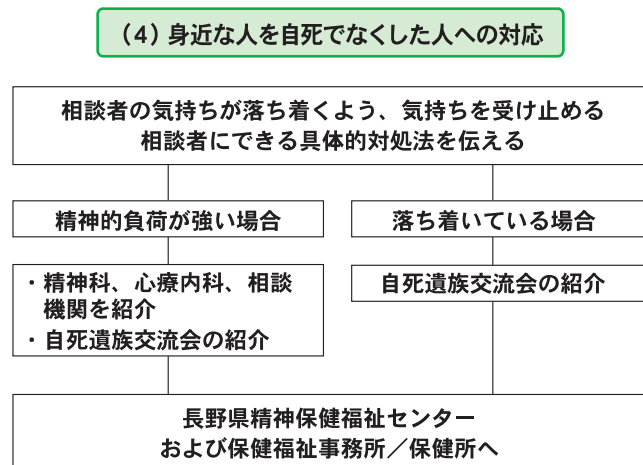 （4）身近な人を自死でなくした人への対応
相談者の気持ちが落ち着くよう、気持ちを受け止める
相談者にできる具体的対処法を伝える
精神的負荷が強い場合
落ち着いている場合
・精神科、心療内科、相談
機関を紹介
・自死遺族交流会の紹介
自死遺族交流会の紹介
長野県精神保健福祉センター
および保健福祉事務所／保健所へ